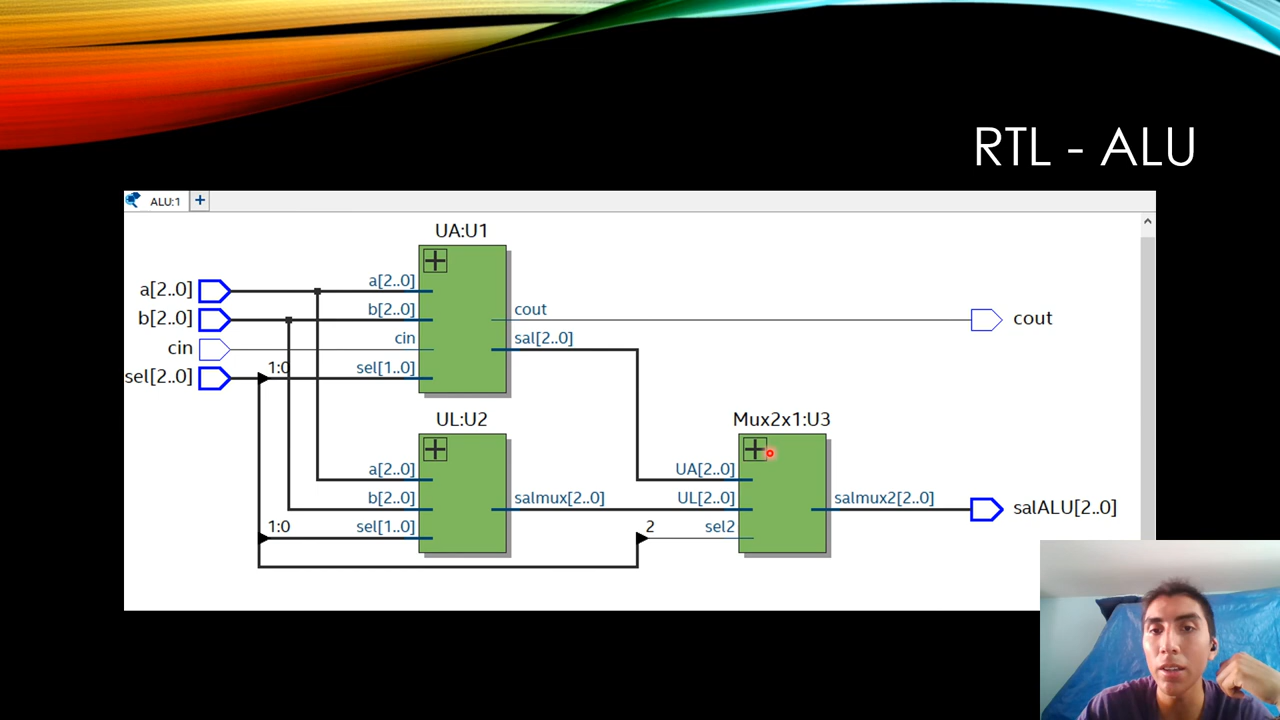 RTL - ALU
ALU:1
UA:U1
a[2..0]
a[2..0]
b[2..0]
b[2..0]
cout
cout
cin
cin
sal[2..0]
sel[2..0]
1:0
sel[1..0]
UL:U2
Mux2x1:U3
a[2..0]
UA[2..0]
b[2..0]
salmux[2..0]
UL[2..0]
salmux2[2..0]
salALU[2..0]
1:0
sel[1..0]
2
sel2